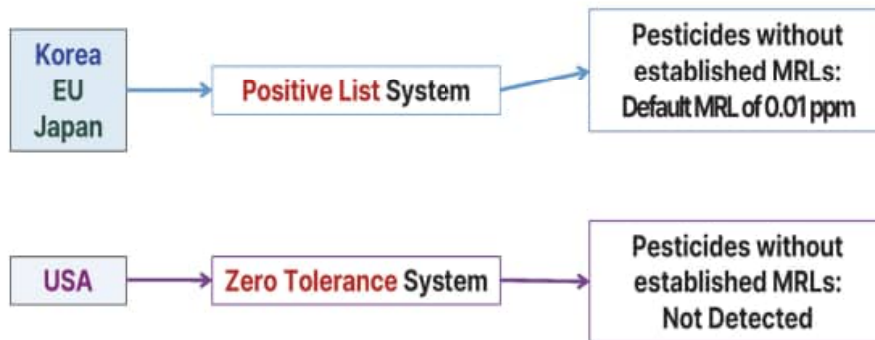 Korea
EU
Japan
Positive List System
Pesticides without
established MRLs:
Default MRL of 0.01 ppm
USA
Zero Tolerance System
Pesticides without
established MRLs:
Not Detected